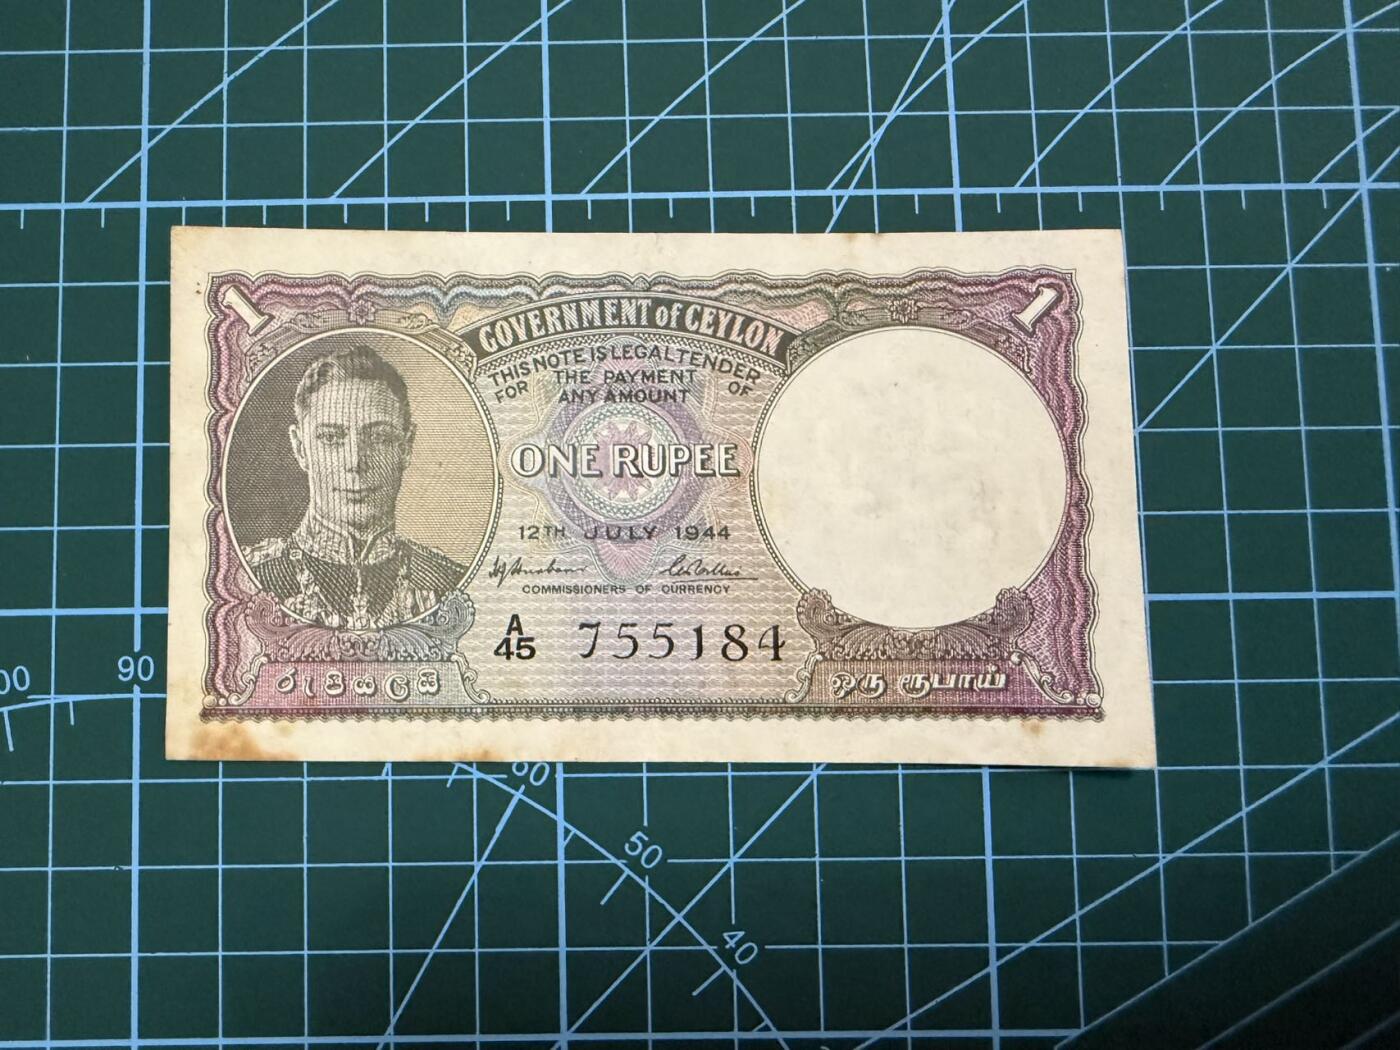 1
1
GOVERNMENT of CEYLON
THIS NOTE IS LEGAL TENDER
FOR THE PAYMENT OF
ANY AMOUNT
ONE RUPEE
12TH JULY 1944
COMMISSIONERS OF CURRENCY
A
45 755184
රුපියල
ஒரு ரூபாய்
90
60
50
40